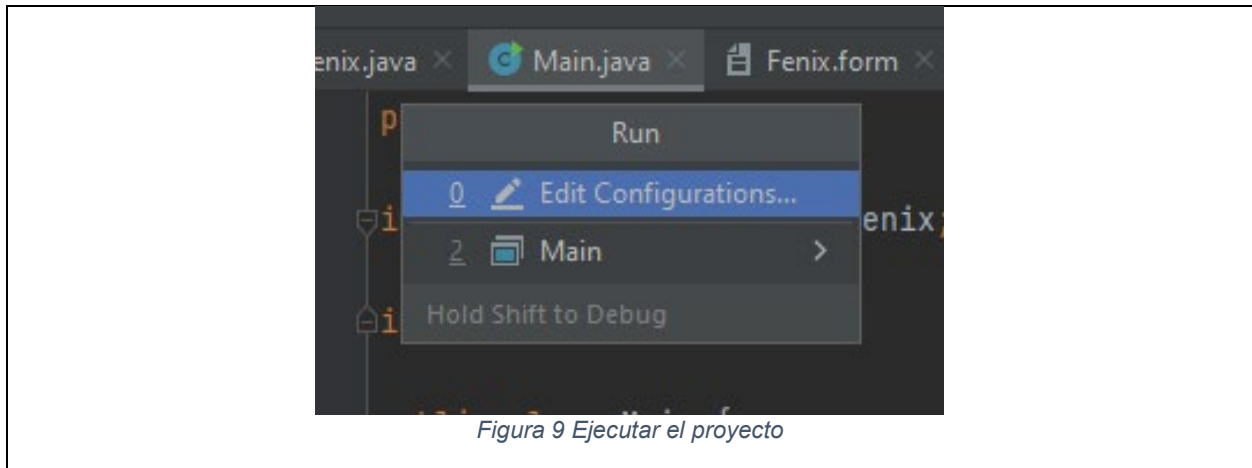 enix.java Main.java Fenix.form
p
Run
0 Edit Configurations...
i enix;
2 Main
i Hold Shift to Debug
Figura 9 Ejecutar el proyecto